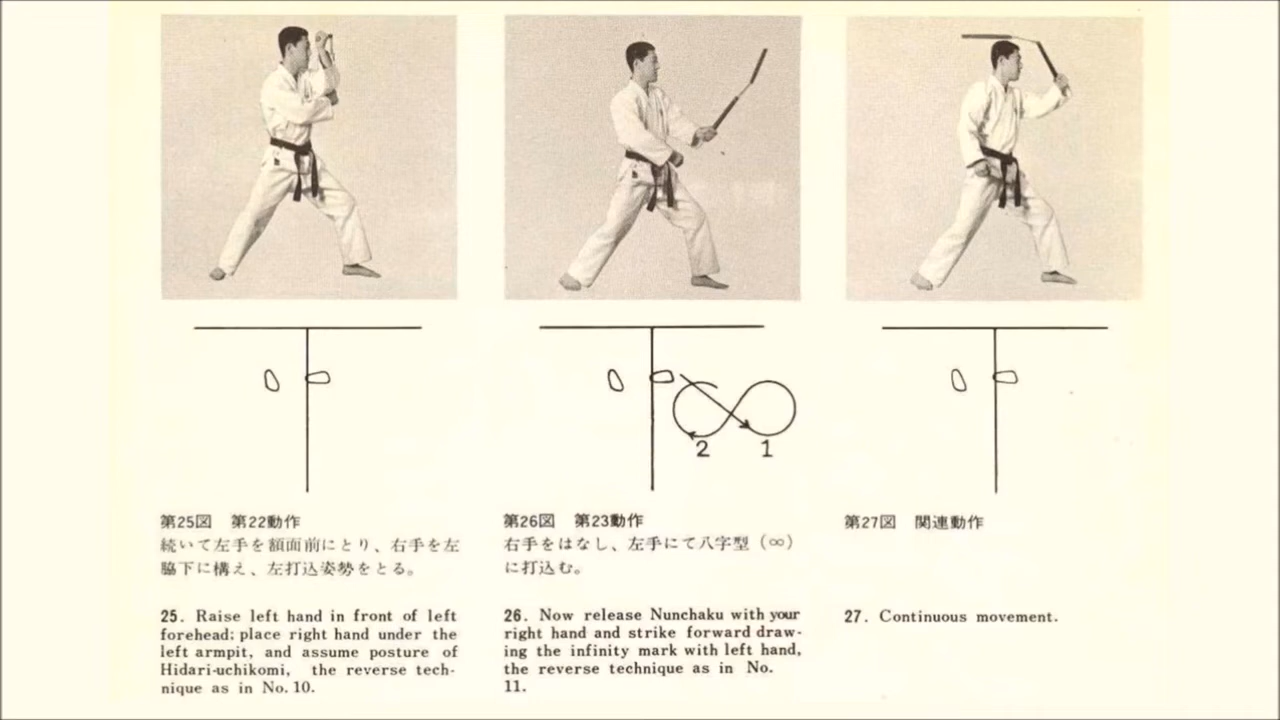 2
1
第25図 第22動作
続いて左手を額面前にとり、右手を左
脇下に構え、左打込姿勢をとる。
25. Raise left hand in front of left
forehead; place right hand under the
left armpit, and assume posture of
Hidari-uchikomi, the reverse tech-
nique as in No. 10.
第26図 第23動作
右手をはなし、左手にて八字型（∞）
に打込む。
26. Now release Nunchaku with your
right hand and strike forward draw-
ing the infinity mark with left hand,
the reverse technique as in No.
11.
第27図 関連動作
27. Continuous movement.